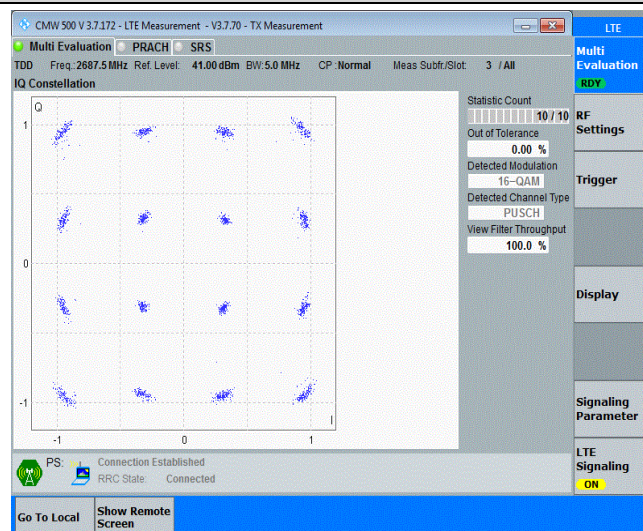 CMW 500 V 3.7.172 - LTE Measurement - V3.7.70 - TX Measurement
LTE
Multi Evaluation PRACH SRS
Multi
Evaluation
RDY
TDD Freq.: 2687.5 MHz Ref. Level: 41.00 dBm BW: 5.0 MHz CP : Normal Meas Subfr./Slot: 3 / All
IQ Constellation
Q
1
0
-1
-1 0 1
I
Statistic Count
10 / 10
Out of Tolerance
0.00 %
Detected Modulation
16-QAM
Detected Channel Type
PUSCH
View Filter Throughput
100.0 %
RF
Settings
Trigger
Display
Signaling
Parameter
LTE
Signaling
ON
PS: Connection Established
RRC State: Connected
Go To Local
Show Remote
Screen